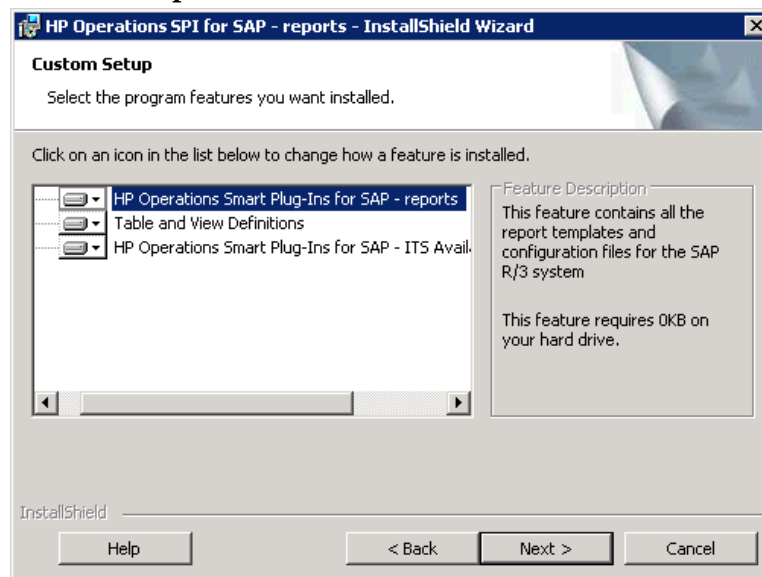 HP Operations SPI for SAP - reports - InstallShield Wizard
Custom Setup
Select the program features you want installed.
Click on an icon in the list below to change how a feature is installed.
HP Operations Smart Plug-Ins for SAP - reports
Table and View Definitions
HP Operations Smart Plug-Ins for SAP - ITS Avail
Feature Description
This feature contains all the
report templates and
configuration files for the SAP
R/3 system
This feature requires 0KB on
your hard drive.
InstallShield
Help
< Back
Next >
Cancel